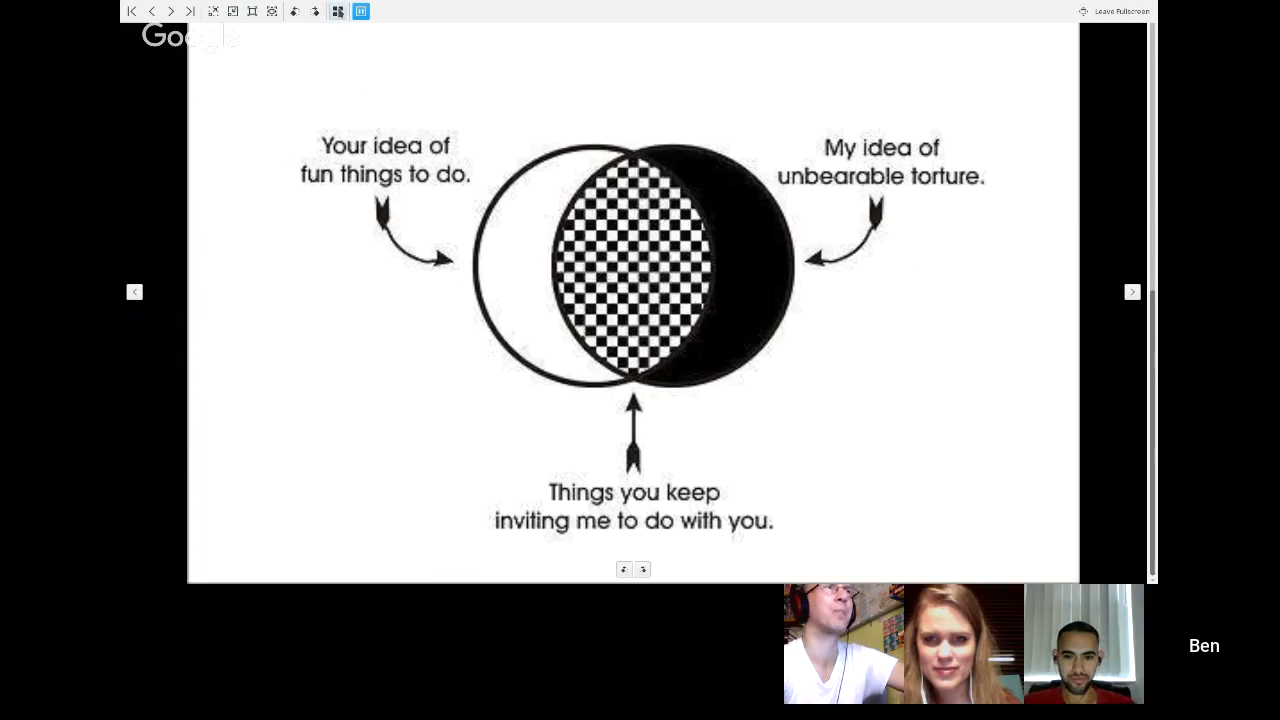 Leave Fullscreen
Google
Your idea of
fun things to do.
My idea of
unbearable torture.
Things you keep
inviting me to do with you.
Ben